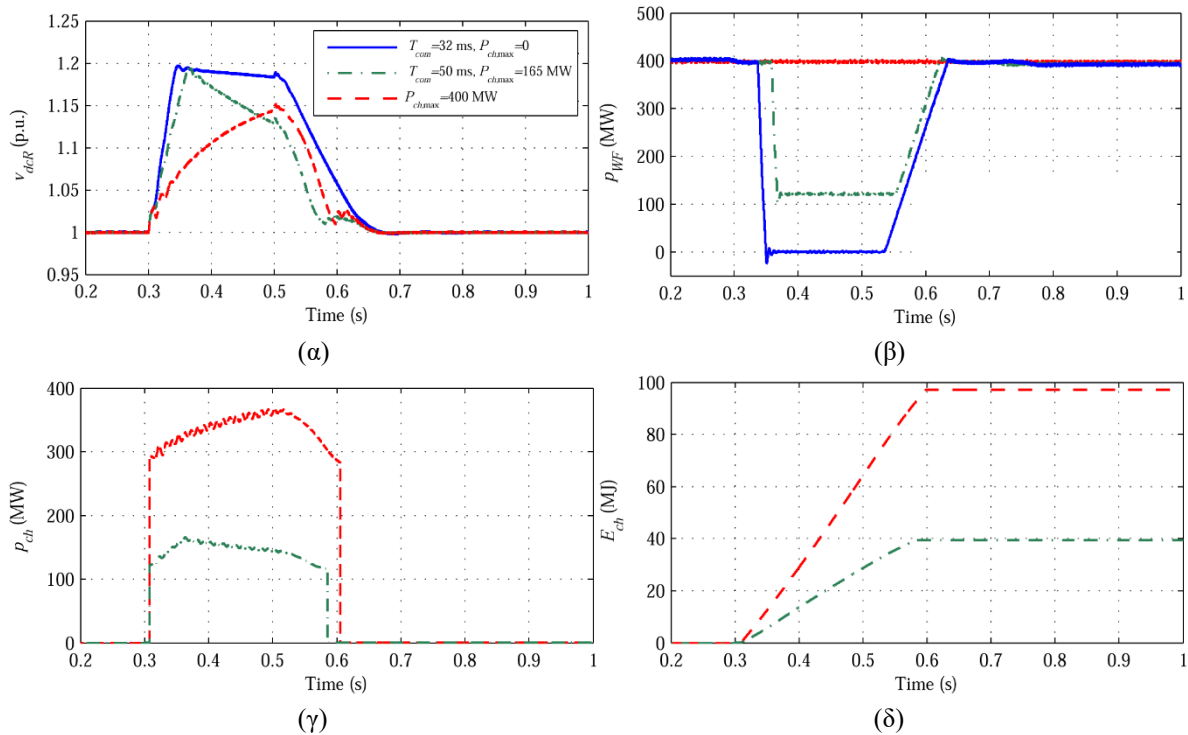 1.25
1.2
1.15
1.1
1.05
1
0.95
v_dcR (p.u.)
T_com=32 ms, P_ch,max=0
T_com=50 ms, P_ch,max=165 MW
P_ch,max=400 MW
0.2 0.3 0.4 0.5 0.6 0.7 0.8 0.9 1
Time (s)
(α)
500
400
300
200
100
0
-50
p_WF (MW)
0.2 0.3 0.4 0.5 0.6 0.7 0.8 0.9 1
Time (s)
(β)
400
300
200
100
0
p_ch (MW)
0.2 0.3 0.4 0.5 0.6 0.7 0.8 0.9 1
Time (s)
(γ)
100
80
60
40
20
0
E_ch (MJ)
0.2 0.3 0.4 0.5 0.6 0.7 0.8 0.9 1
Time (s)
(δ)